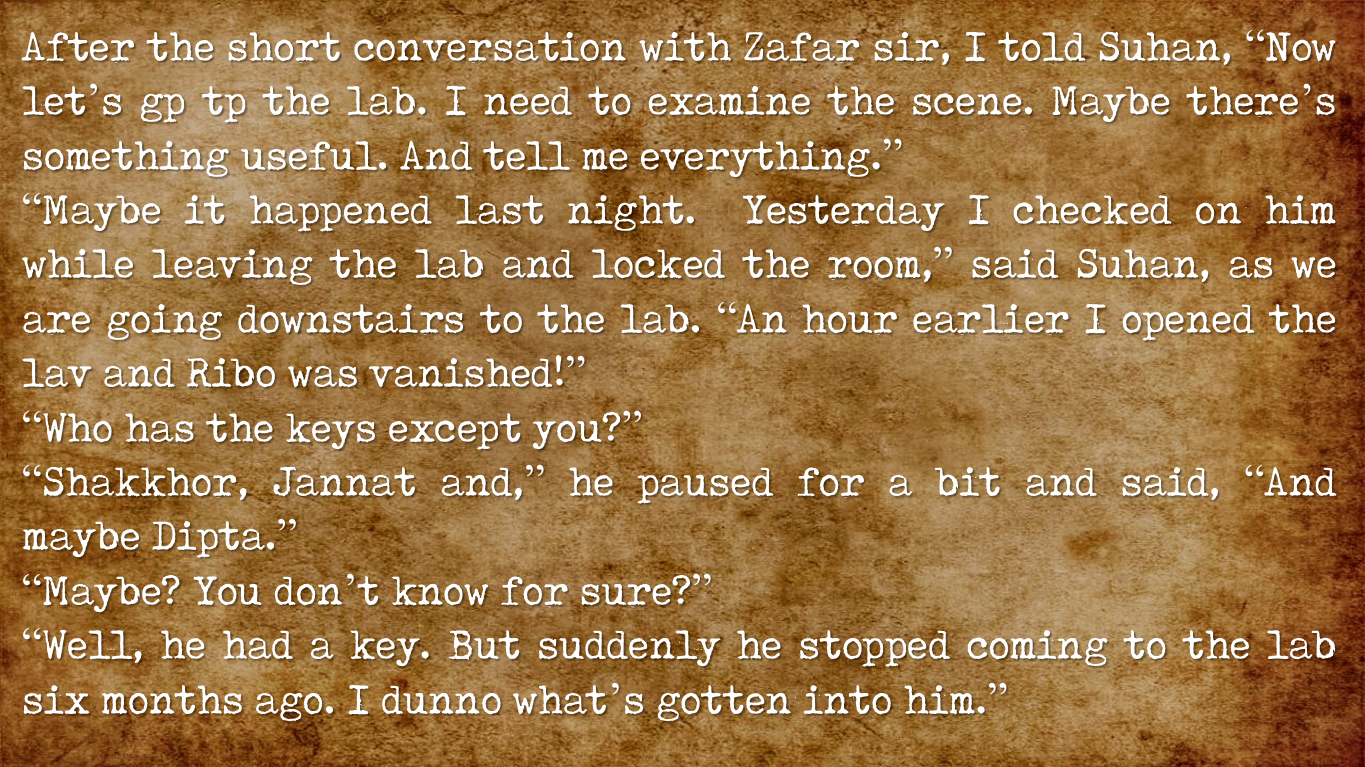 After the short conversation with Zafar sir, I told Suhan, “Now
let’s gp tp the lab. I need to examine the scene. Maybe there’s
something useful. And tell me everything.”
“Maybe it happened last night.  Yesterday I checked on him
while leaving the lab and locked the room,” said Suhan, as we
are going downstairs to the lab. “An hour earlier I opened the
lav and Ribo was vanished!”
“Who has the keys except you?”
“Shakkhor, Jannat and,” he paused for a bit and said, “And
maybe Dipta.”
“Maybe? You don’t know for sure?”
“Well, he had a key. But suddenly he stopped coming to the lab
six months ago. I dunno what’s gotten into him.”